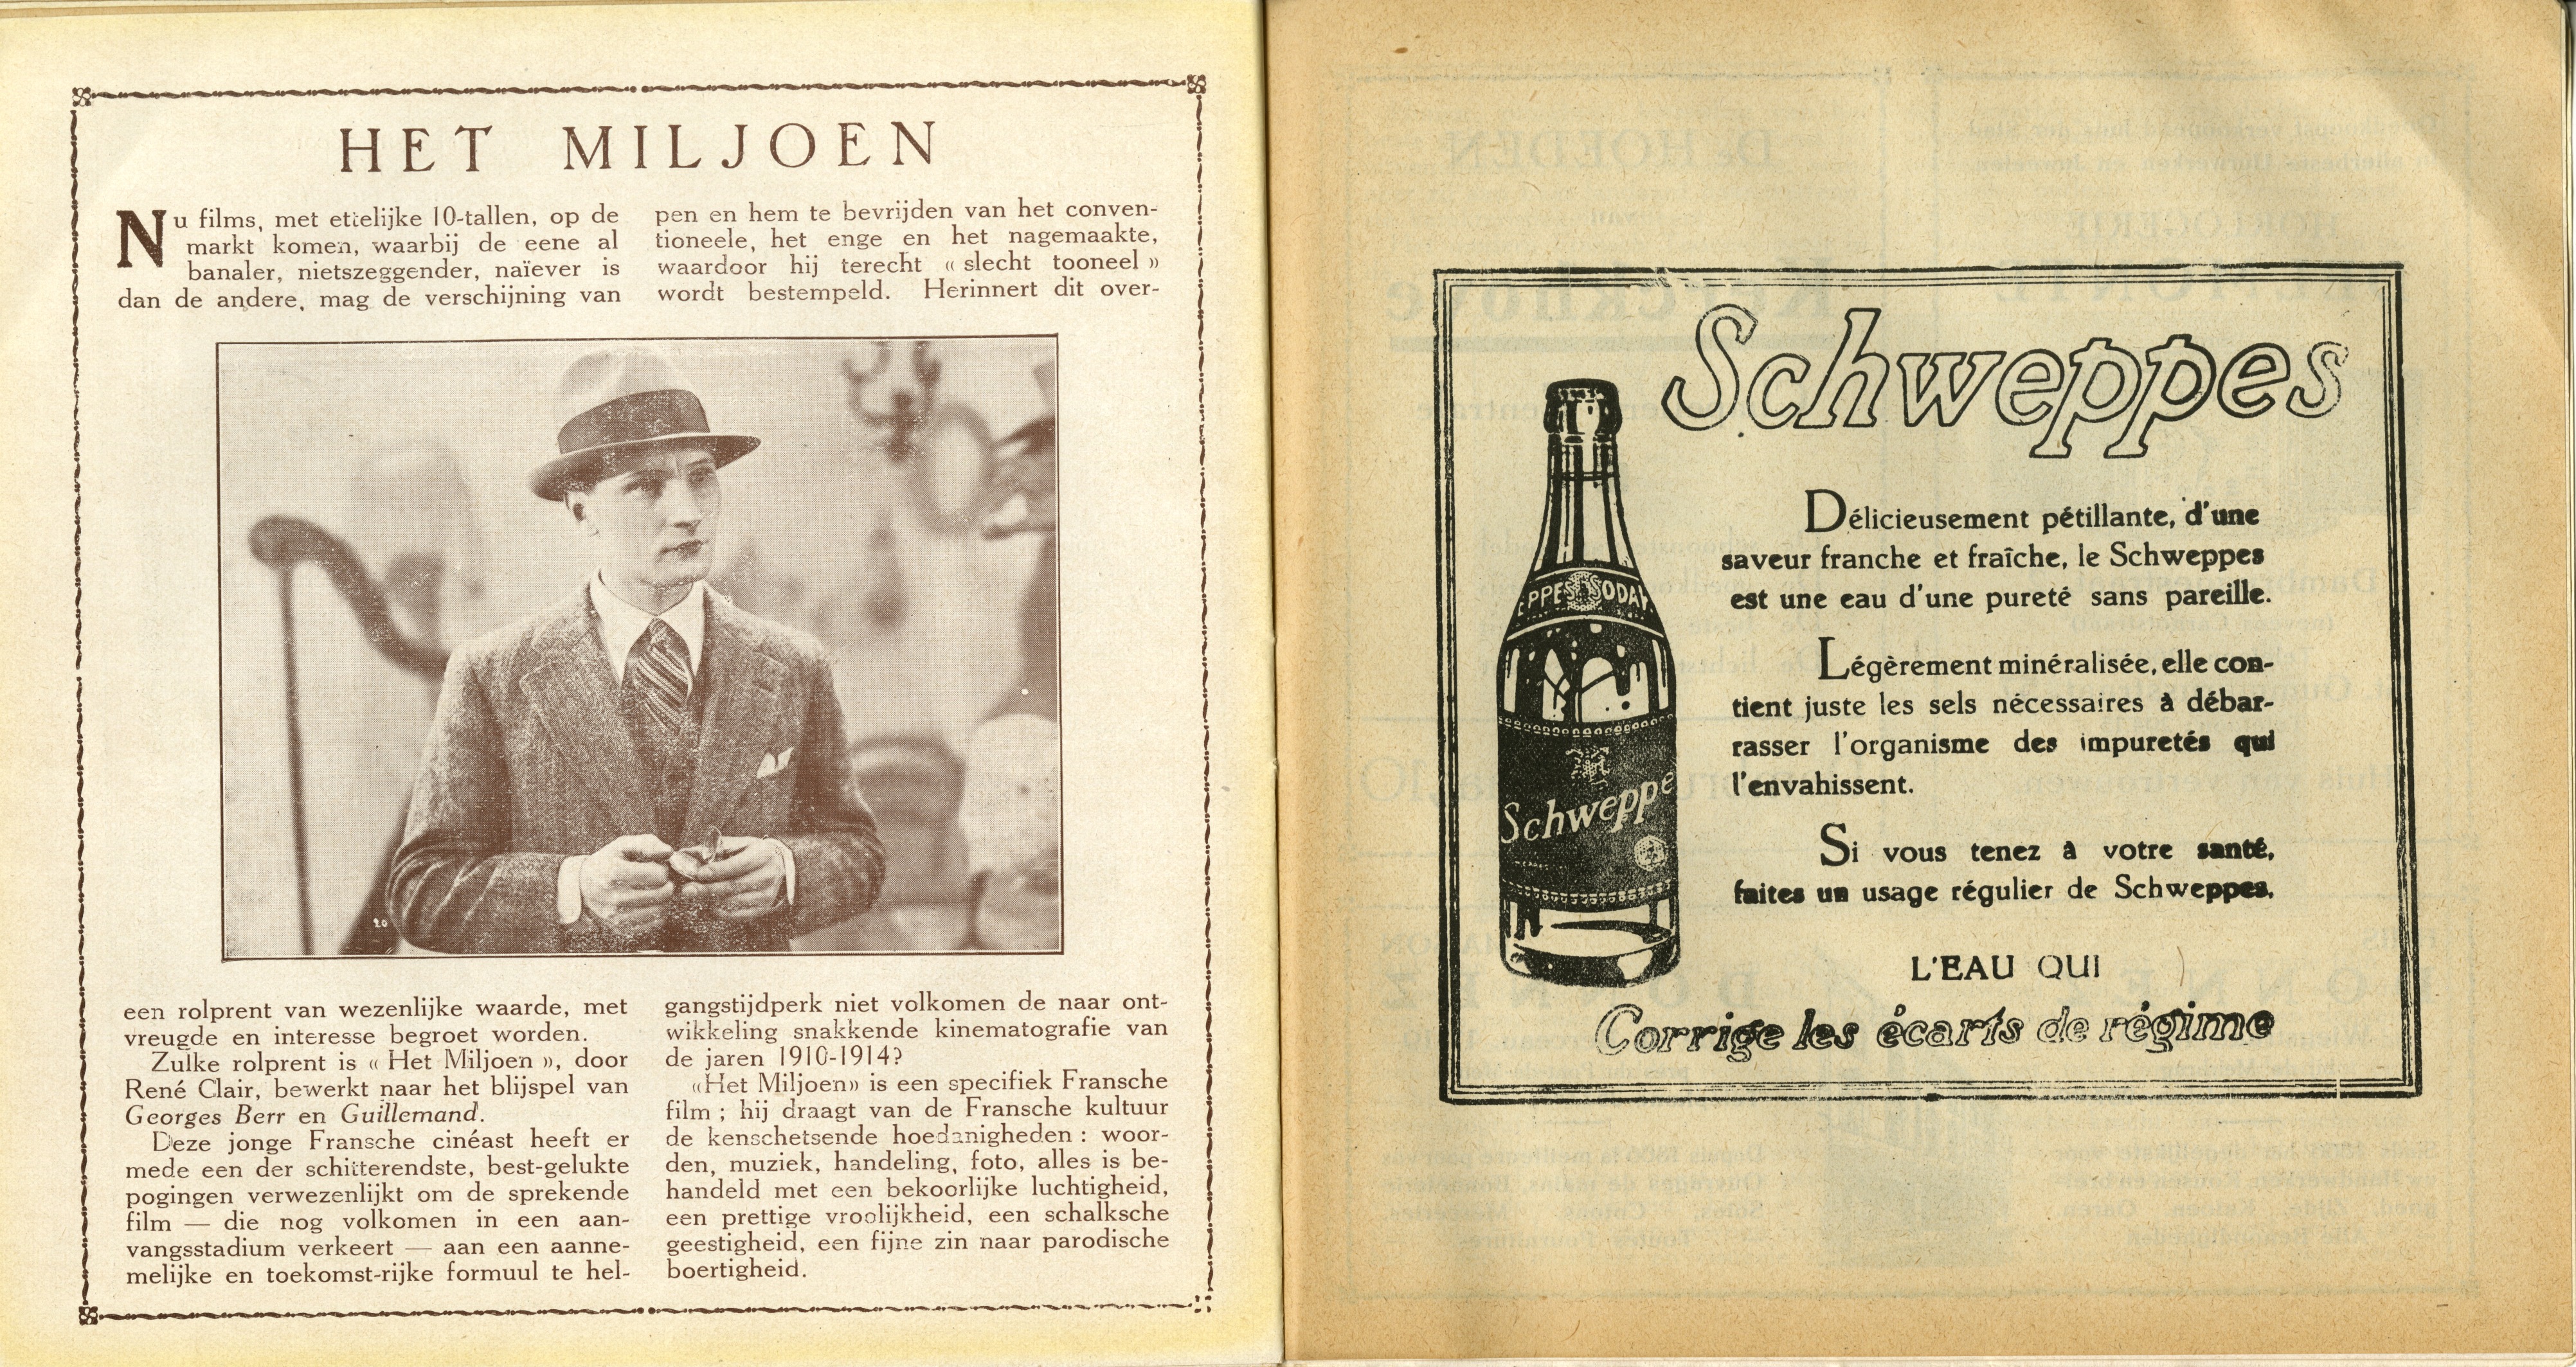 HET MILJOEN
Nu films, met ettelijke 10-tallen, op de
markt komen, waarbij de eene al
banaler, nietszeggender, naïever is
dan de andere, mag de verschijning van
een rolprent van wezenlijke waarde, met
vreugde en interesse begroet worden.
Zulke rolprent is « Het Miljoen », door
René Clair, bewerkt naar het blijspel van
Georges Berr en Guillemand.
Deze jonge Fransche cinéast heeft er
mede een der schitterendste, best-gelukte
pogingen verwezenlijkt om de sprekende
film — die nog volkomen in een aan-
vangsstadium verkeert — aan een aanne-
melijke en toekomst-rijke formuul te hel-
pen en hem te bevrijden van het conven-
tioneele, het enge en het nagemaakte,
waardoor hij terecht « slecht tooneel »
wordt bestempeld. Herinnert dit over-
gangstijdperk niet volkomen de naar ont-
wikkeling snakkende kinematografie van
de jaren 1910-1914?
«Het Miljoen» is een specifiek Fransche
film ; hij draagt van de Fransche kultuur
de kenschetsende hoedanigheden : woor-
den, muziek, handeling, foto, alles is be-
handeld met een bekoorlijke luchtigheid,
een prettige vroolijkheid, een schalksche
geestigheid, een fijne zin naar parodische
boertigheid.
20
Schweppes
EPPES SODA
Schweppe
Délicieusement pétillante, d'une
saveur franche et fraîche, le Schweppes
est une eau d'une pureté sans pareille.
Légèrement minéralisée, elle con-
tient juste les sels nécessaires à débar-
rasser l'organisme des impuretés qui
l'envahissent.
Si vous tenez à votre santé,
faites un usage régulier de Schweppes.
L'EAU QUI
Corrige les écarts de régime